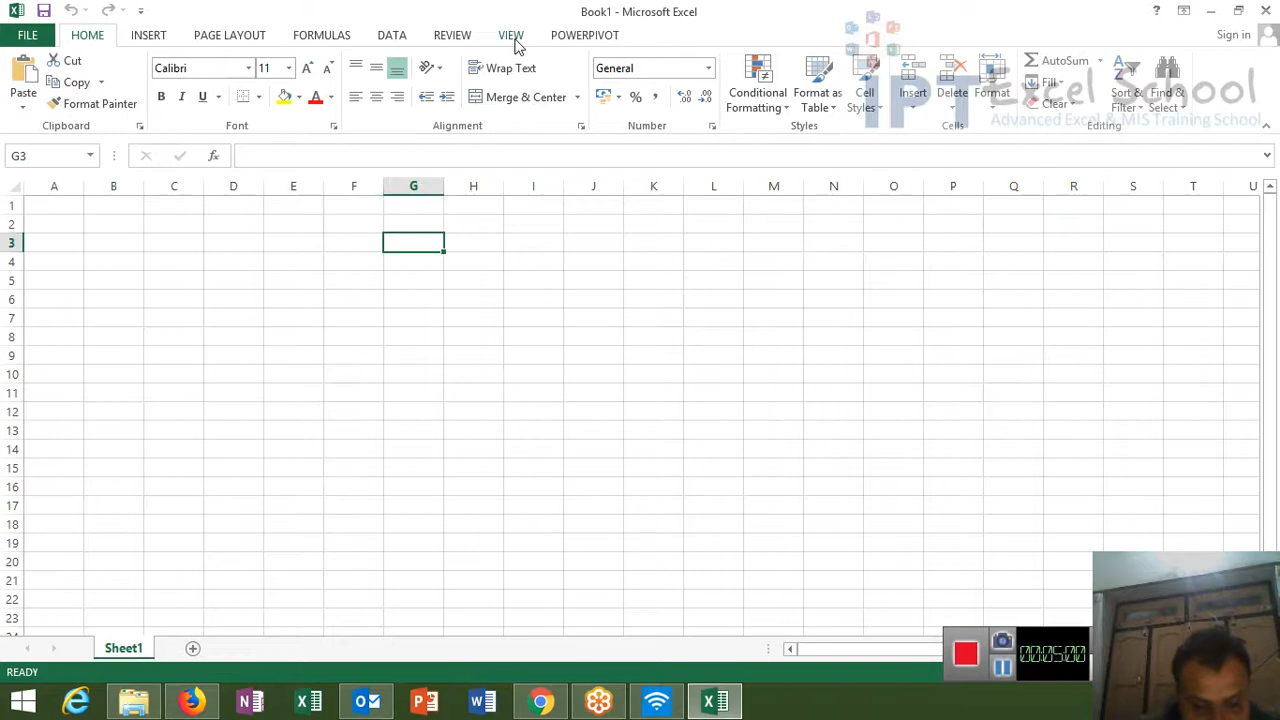 Book1 - Microsoft Excel
FILE HOME INSERT PAGE LAYOUT FORMULAS DATA REVIEW VIEW POWERPIVOT Sign in
Cut
Copy
Format Painter
Paste
Clipboard
Calibri 11
B I U
Font
Wrap Text
Merge & Center
Alignment
General
Number
Conditional Formatting
Format as Table
Cell Styles
Styles
Insert
Delete
Format
Cells
AutoSum
Fill
Clear
Sort & Filter
Find & Select
Editing
IPT Excel School
Advanced Excel & MIS Training School
G3
A B C D E F G H I J K L M N O P Q R S T U
1
2
3
4
5
6
7
8
9
10
11
12
13
14
15
16
17
18
19
20
21
22
23
Sheet1
READY
00:05:00